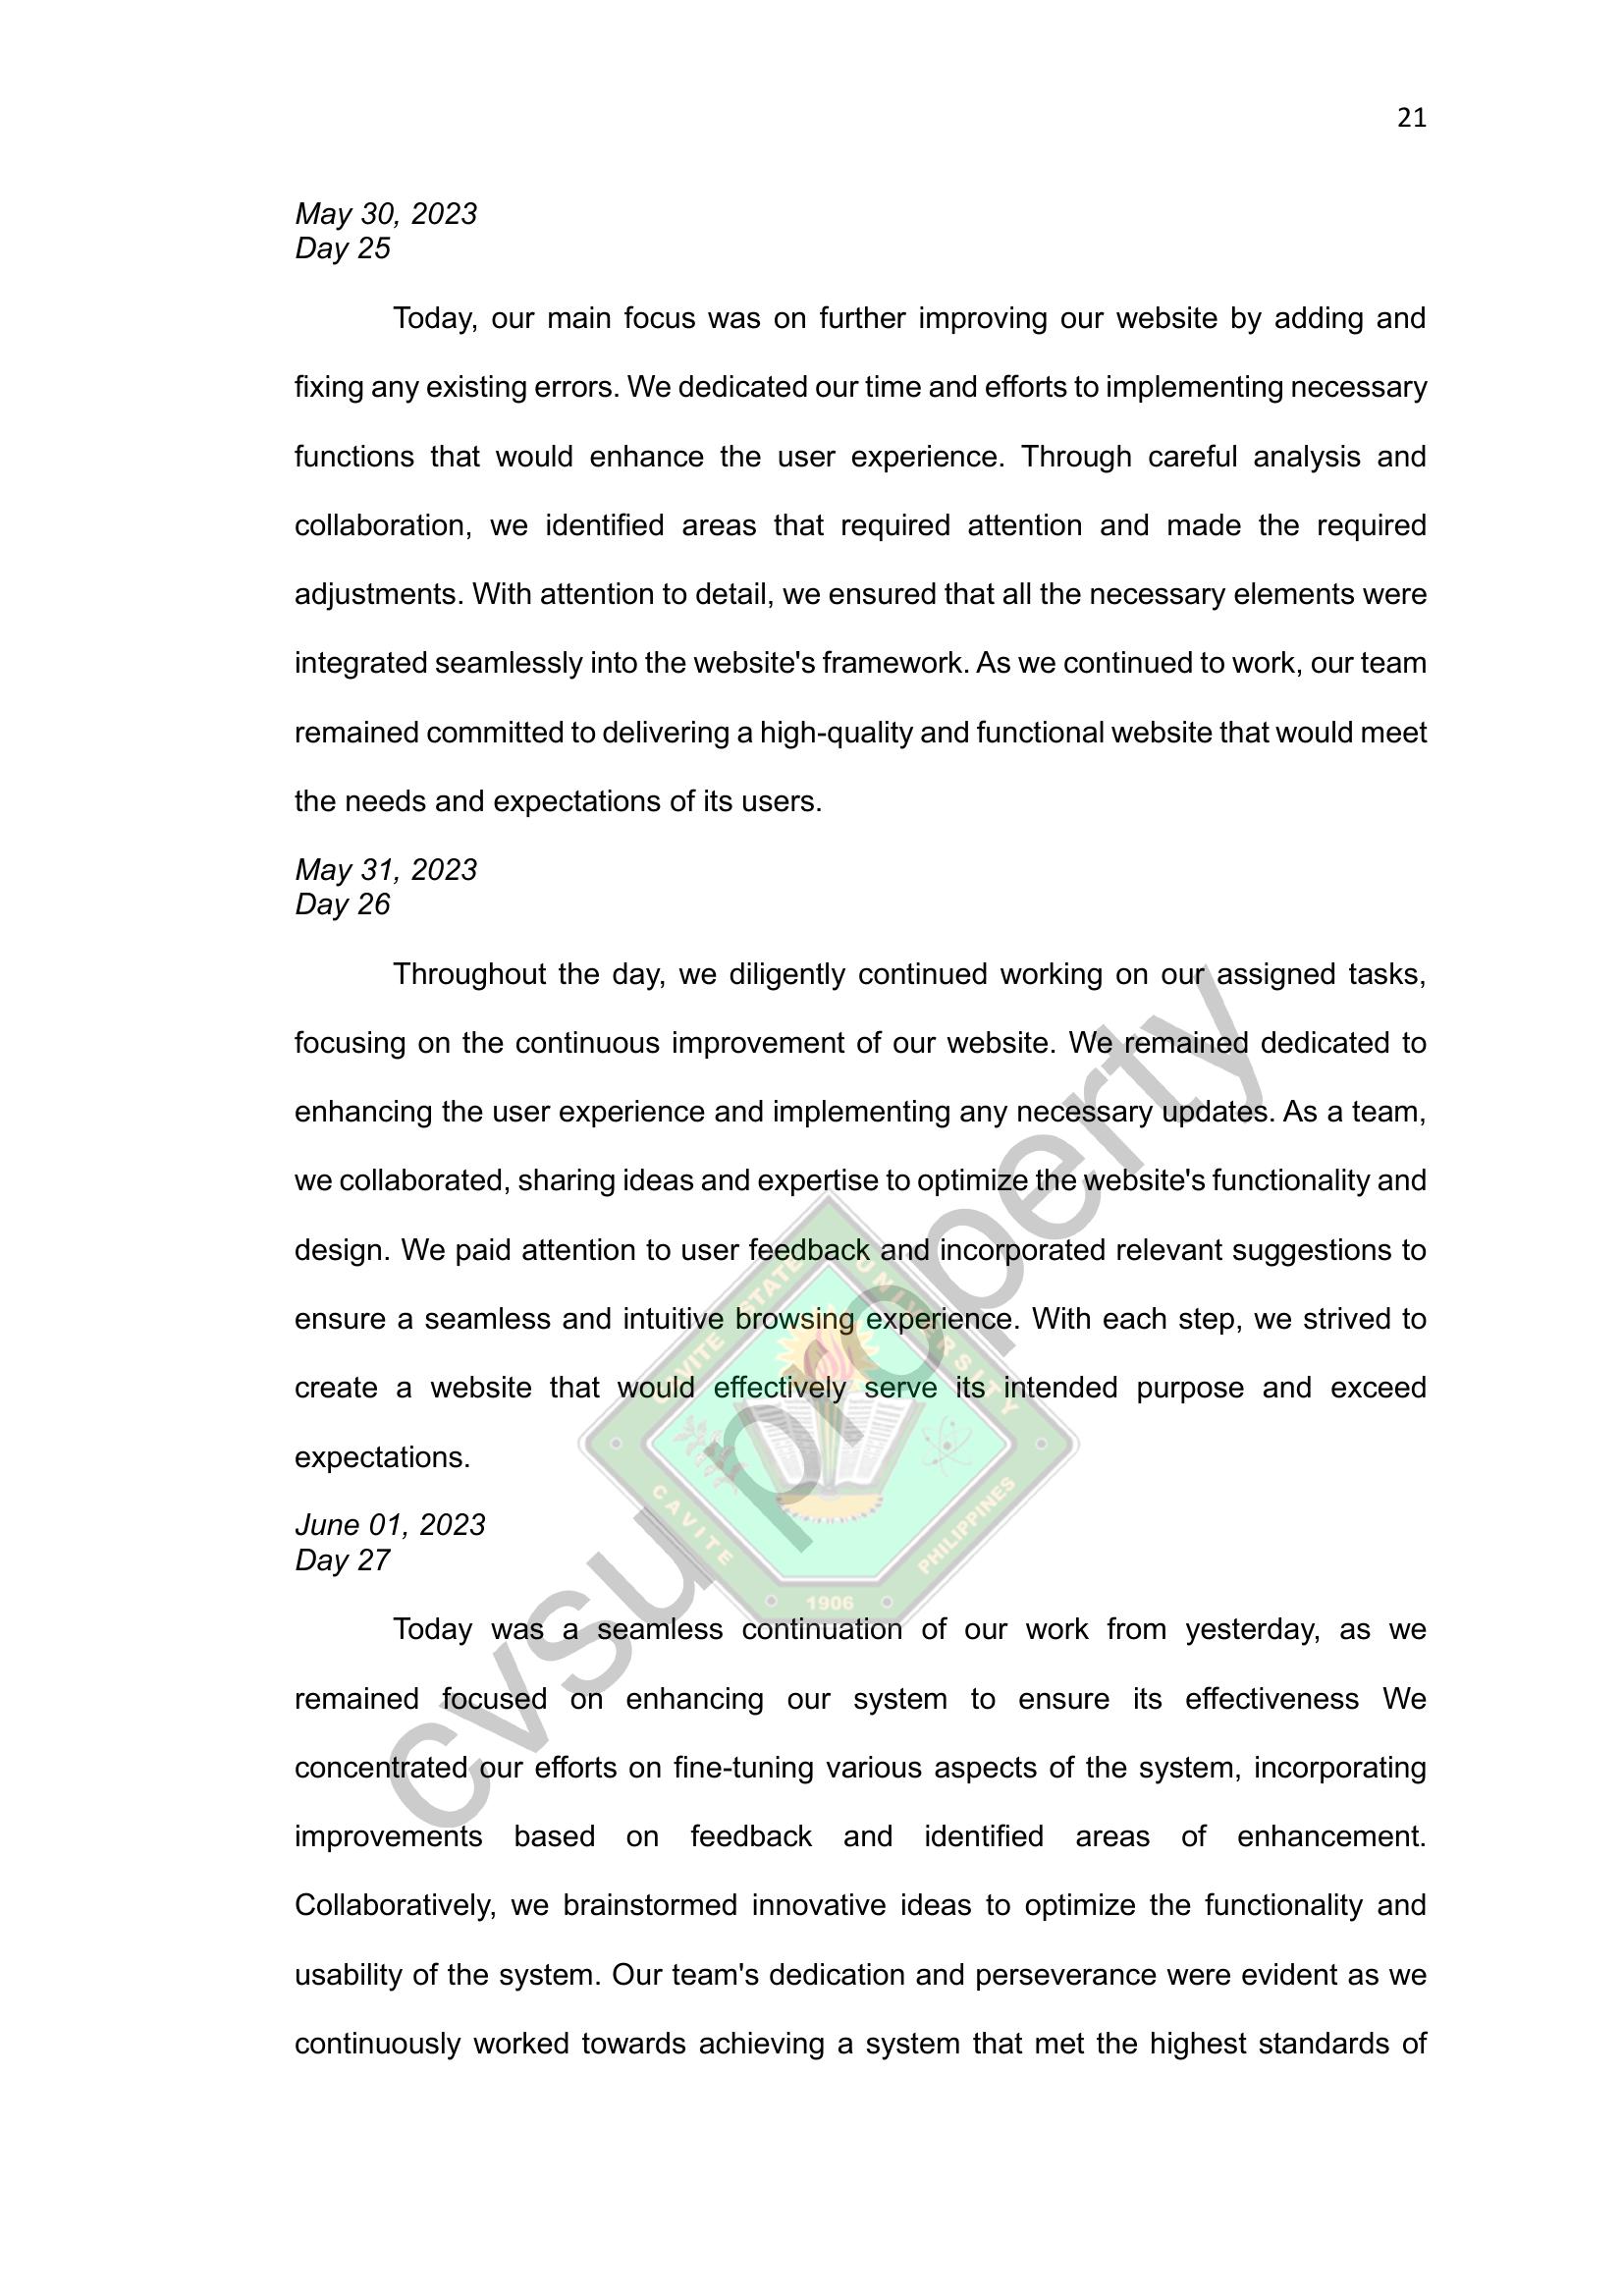 21
May 30, 2023
Day 25
Today, our main focus was on further improving our website by adding and
fixing any existing errors. We dedicated our time and efforts to implementing necessary
functions that would enhance the user experience. Through careful analysis and
collaboration, we identified areas that required attention and made the required
adjustments. With attention to detail, we ensured that all the necessary elements were
integrated seamlessly into the website's framework. As we continued to work, our team
remained committed to delivering a high-quality and functional website that would meet
the needs and expectations of its users.
May 31, 2023
Day 26
Throughout the day, we diligently continued working on our assigned tasks,
focusing on the continuous improvement of our website. We remained dedicated to
enhancing the user experience and implementing any necessary updates. As a team,
we collaborated, sharing ideas and expertise to optimize the website's functionality and
design. We paid attention to user feedback and incorporated relevant suggestions to
ensure a seamless and intuitive browsing experience. With each step, we strived to
create a website that would effectively serve its intended purpose and exceed
expectations.
June 01, 2023
Day 27
Today was a seamless continuation of our work from yesterday, as we
remained focused on enhancing our system to ensure its effectiveness We
concentrated our efforts on fine-tuning various aspects of the system, incorporating
improvements based on feedback and identified areas of enhancement.
Collaboratively, we brainstormed innovative ideas to optimize the functionality and
usability of the system. Our team's dedication and perseverance were evident as we
continuously worked towards achieving a system that met the highest standards of
cvsu property
CAVITE STATE UNIVERSITY
CAVITE
PHILIPPINES
1906